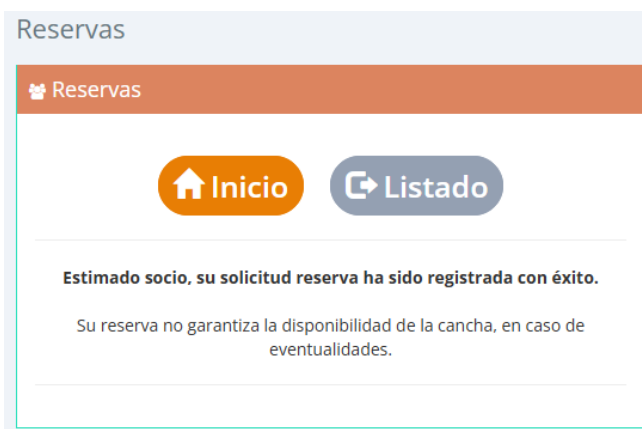 Reservas
Reservas
Inicio
Listado
Estimado socio, su solicitud reserva ha sido registrada con éxito.
Su reserva no garantiza la disponibilidad de la cancha, en caso de
eventualidades.